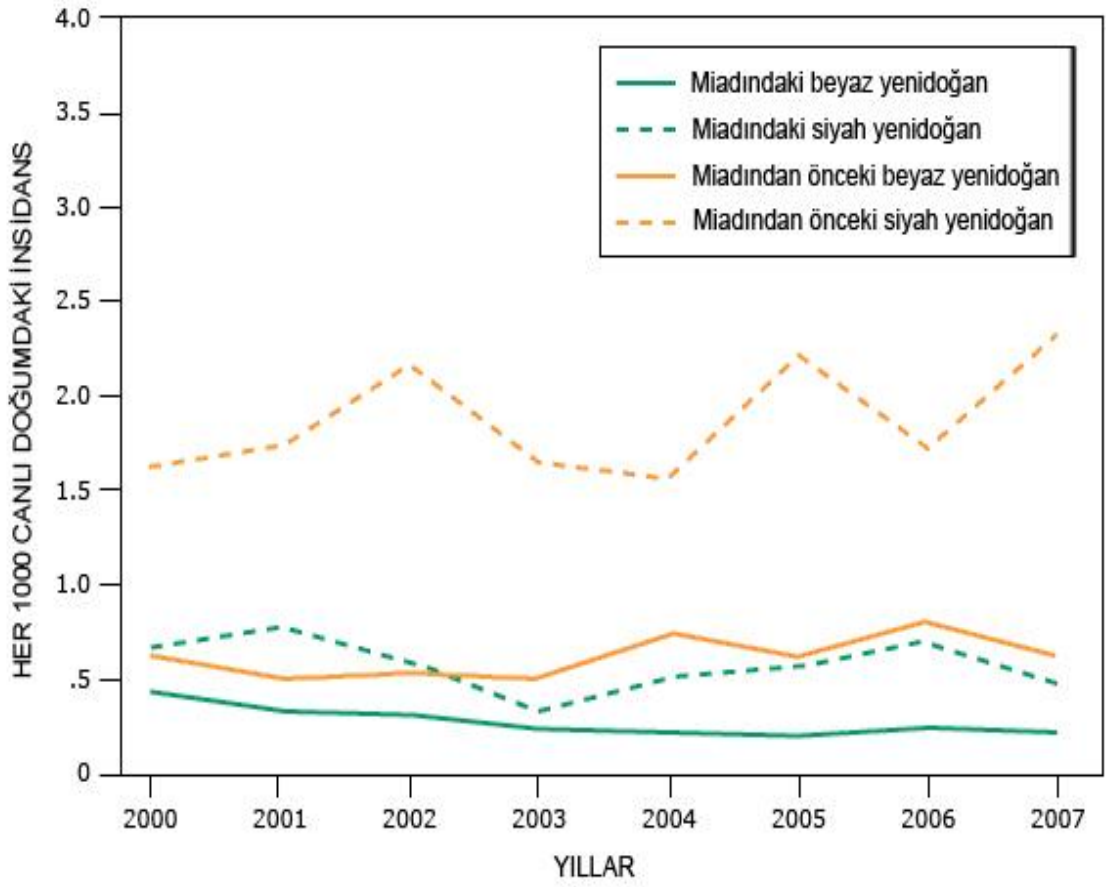 HER 1000 CANLI DOĞUMDAKİ İNSİDANS
4.0
3.5
3.0
2.5
2.0
1.5
1.0
.5
0
Miadındaki beyaz yenidoğan
Miadındaki siyah yenidoğan
Miadından önceki beyaz yenidoğan
Miadından önceki siyah yenidoğan
2000 2001 2002 2003 2004 2005 2006 2007
YILLAR